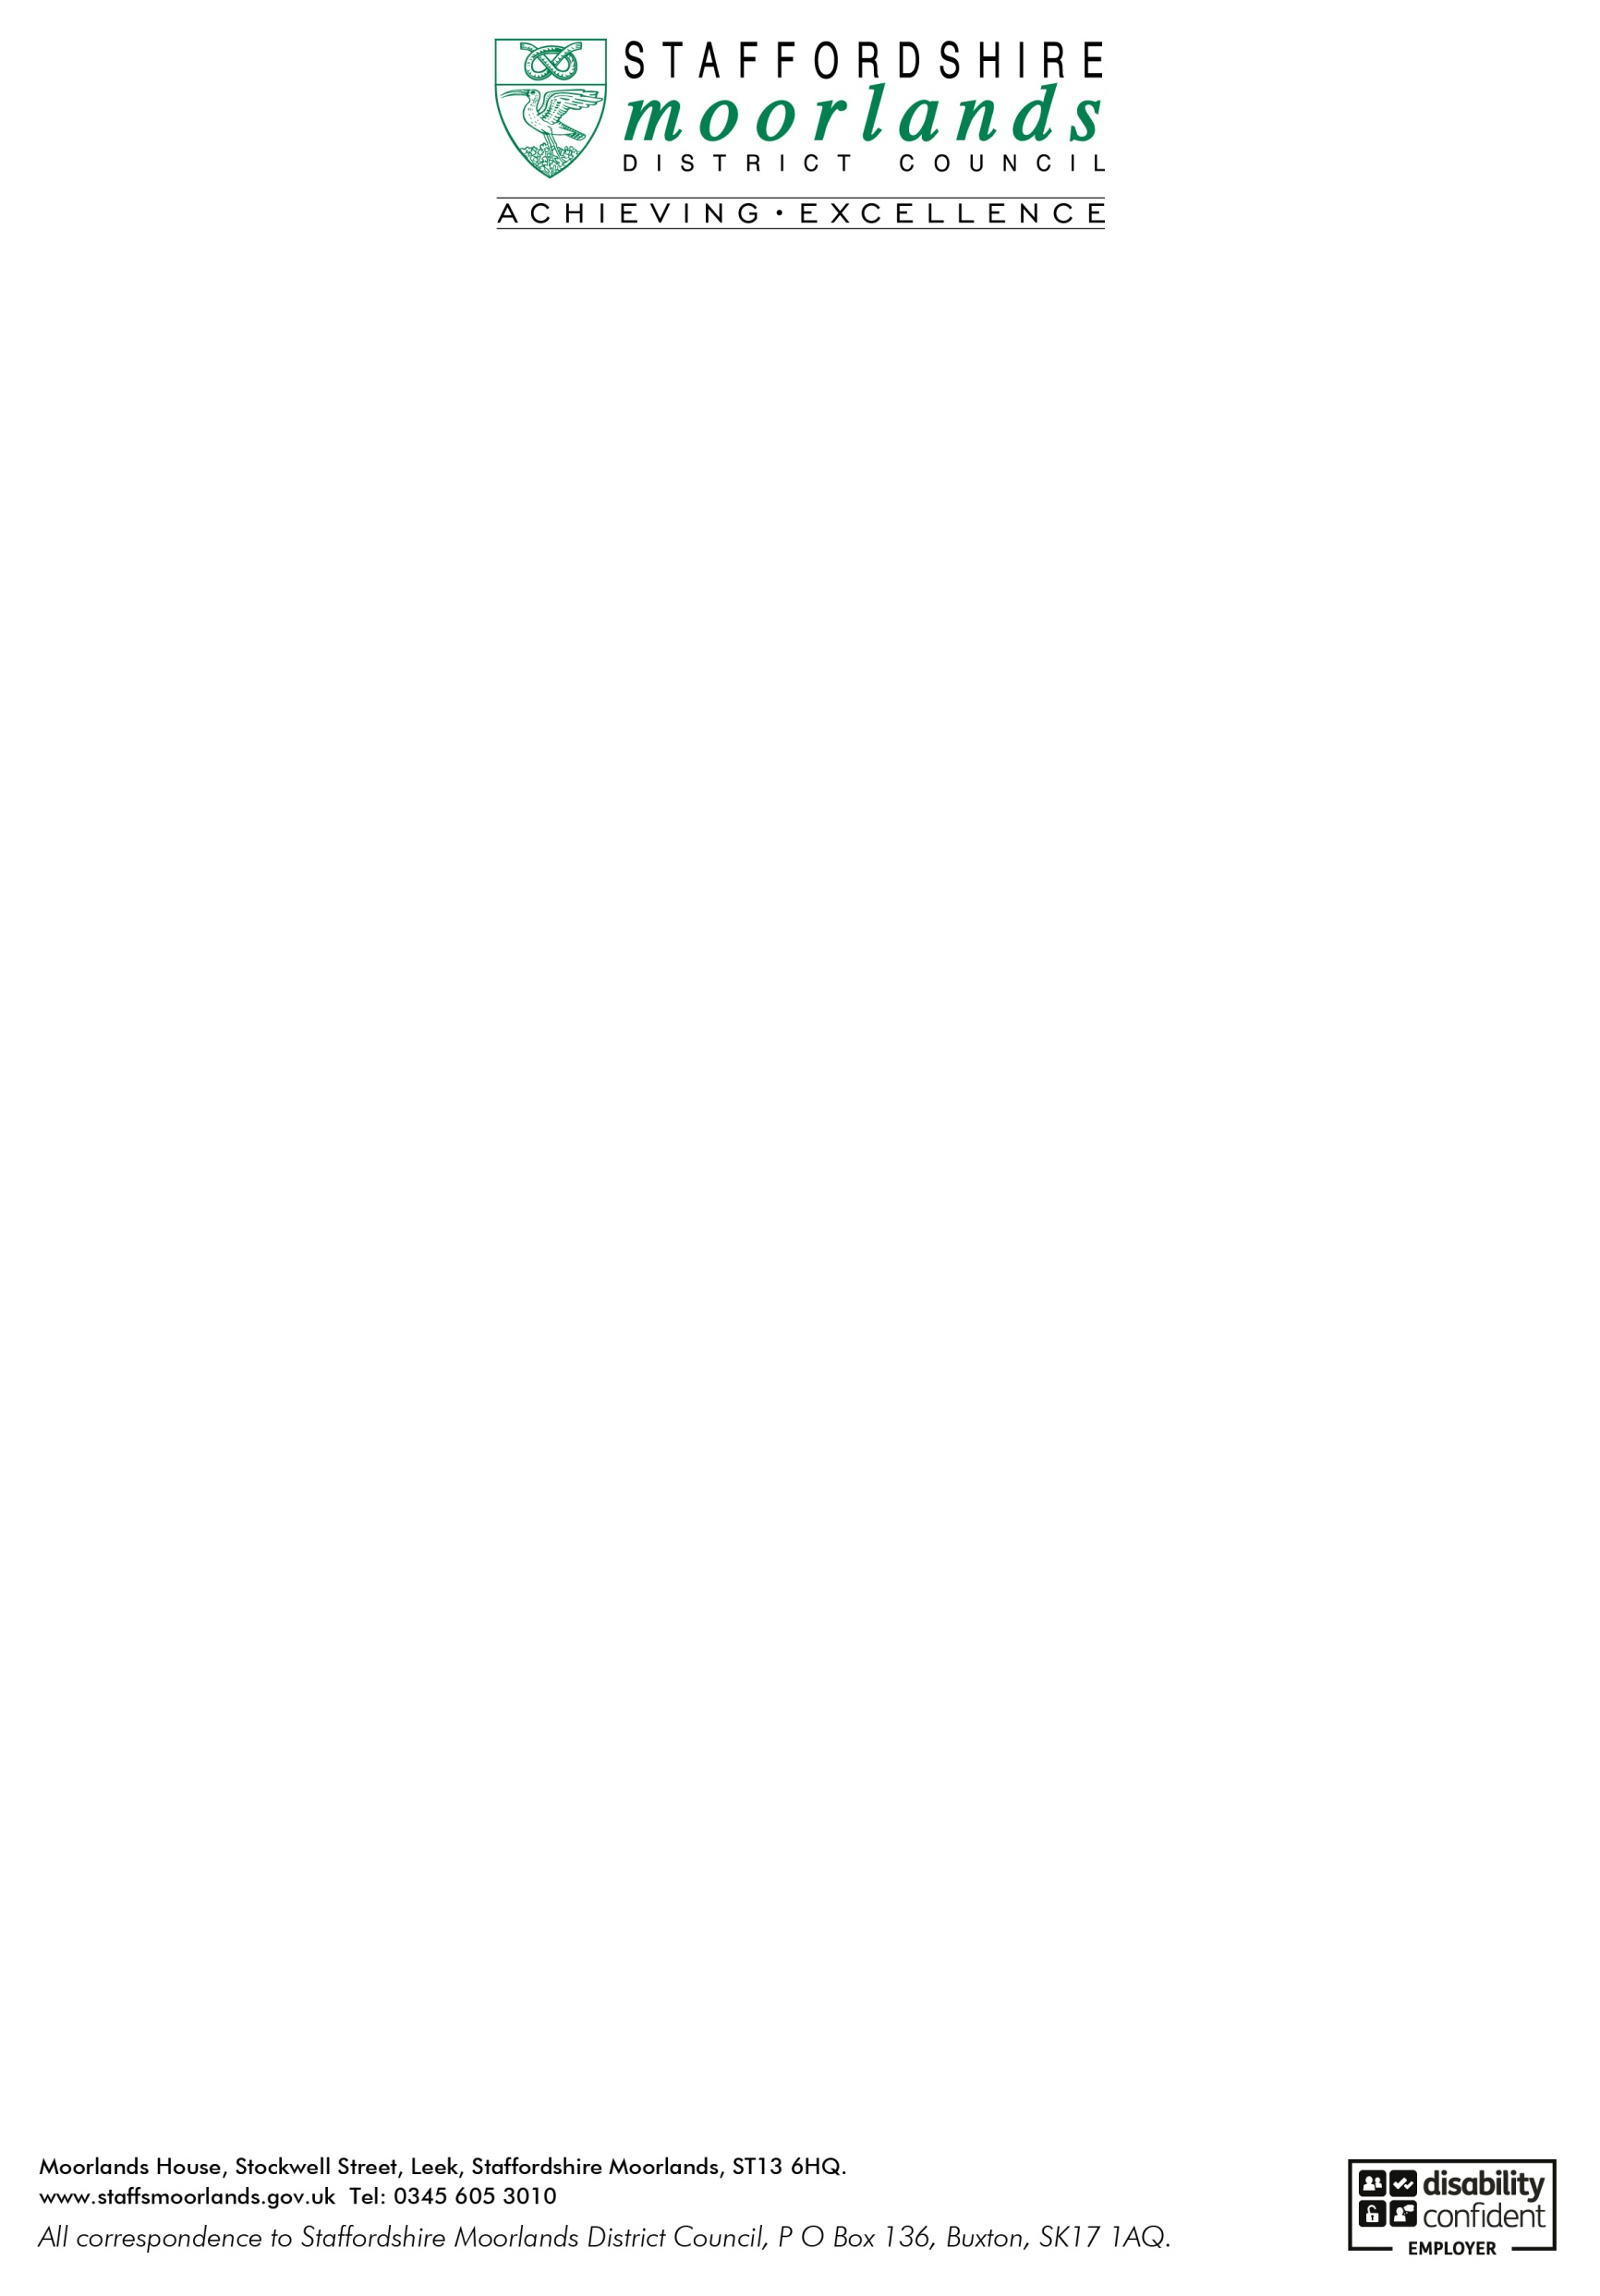 STAFFORDSHIRE
moorlands
DISTRICT COUNCIL
ACHIEVING · EXCELLENCE
Moorlands House, Stockwell Street, Leek, Staffordshire Moorlands, ST13 6HQ.
www.staffsmoorlands.gov.uk Tel: 0345 605 3010
All correspondence to Staffordshire Moorlands District Council, P O Box 136, Buxton, SK17 1AQ.
disability
confident
EMPLOYER